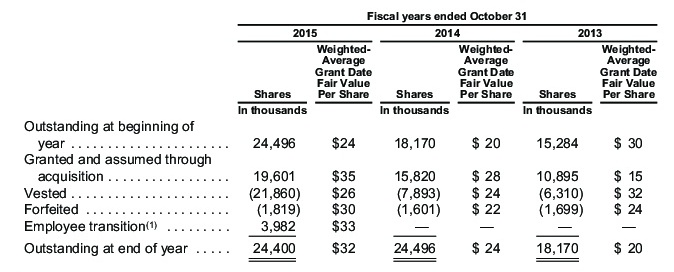 Fiscal years ended October 31
2015 2014 2013
Weighted- Weighted- Weighted-
Average Average Average
Grant Date Grant Date Grant Date
Fair Value Fair Value Fair Value
Shares Per Share Shares Per Share Shares Per Share
In thousands In thousands In thousands
Outstanding at beginning of
year . . . . . . . . . . . . . . . . . . . . . . 24,496 $24 18,170 $ 20 15,284 $ 30
Granted and assumed through
acquisition . . . . . . . . . . . . . . . . . 19,601 $35 15,820 $ 28 10,895 $ 15
Vested . . . . . . . . . . . . . . . . . . . . . (21,860) $26 (7,893) $ 24 (6,310) $ 32
Forfeited . . . . . . . . . . . . . . . . . . . (1,819) $30 (1,601) $ 22 (1,699) $ 24
Employee transition(1) . . . . . . . . . 3,982 $33 — — — —
Outstanding at end of year . . . . . 24,400 $32 24,496 $ 24 18,170 $ 20